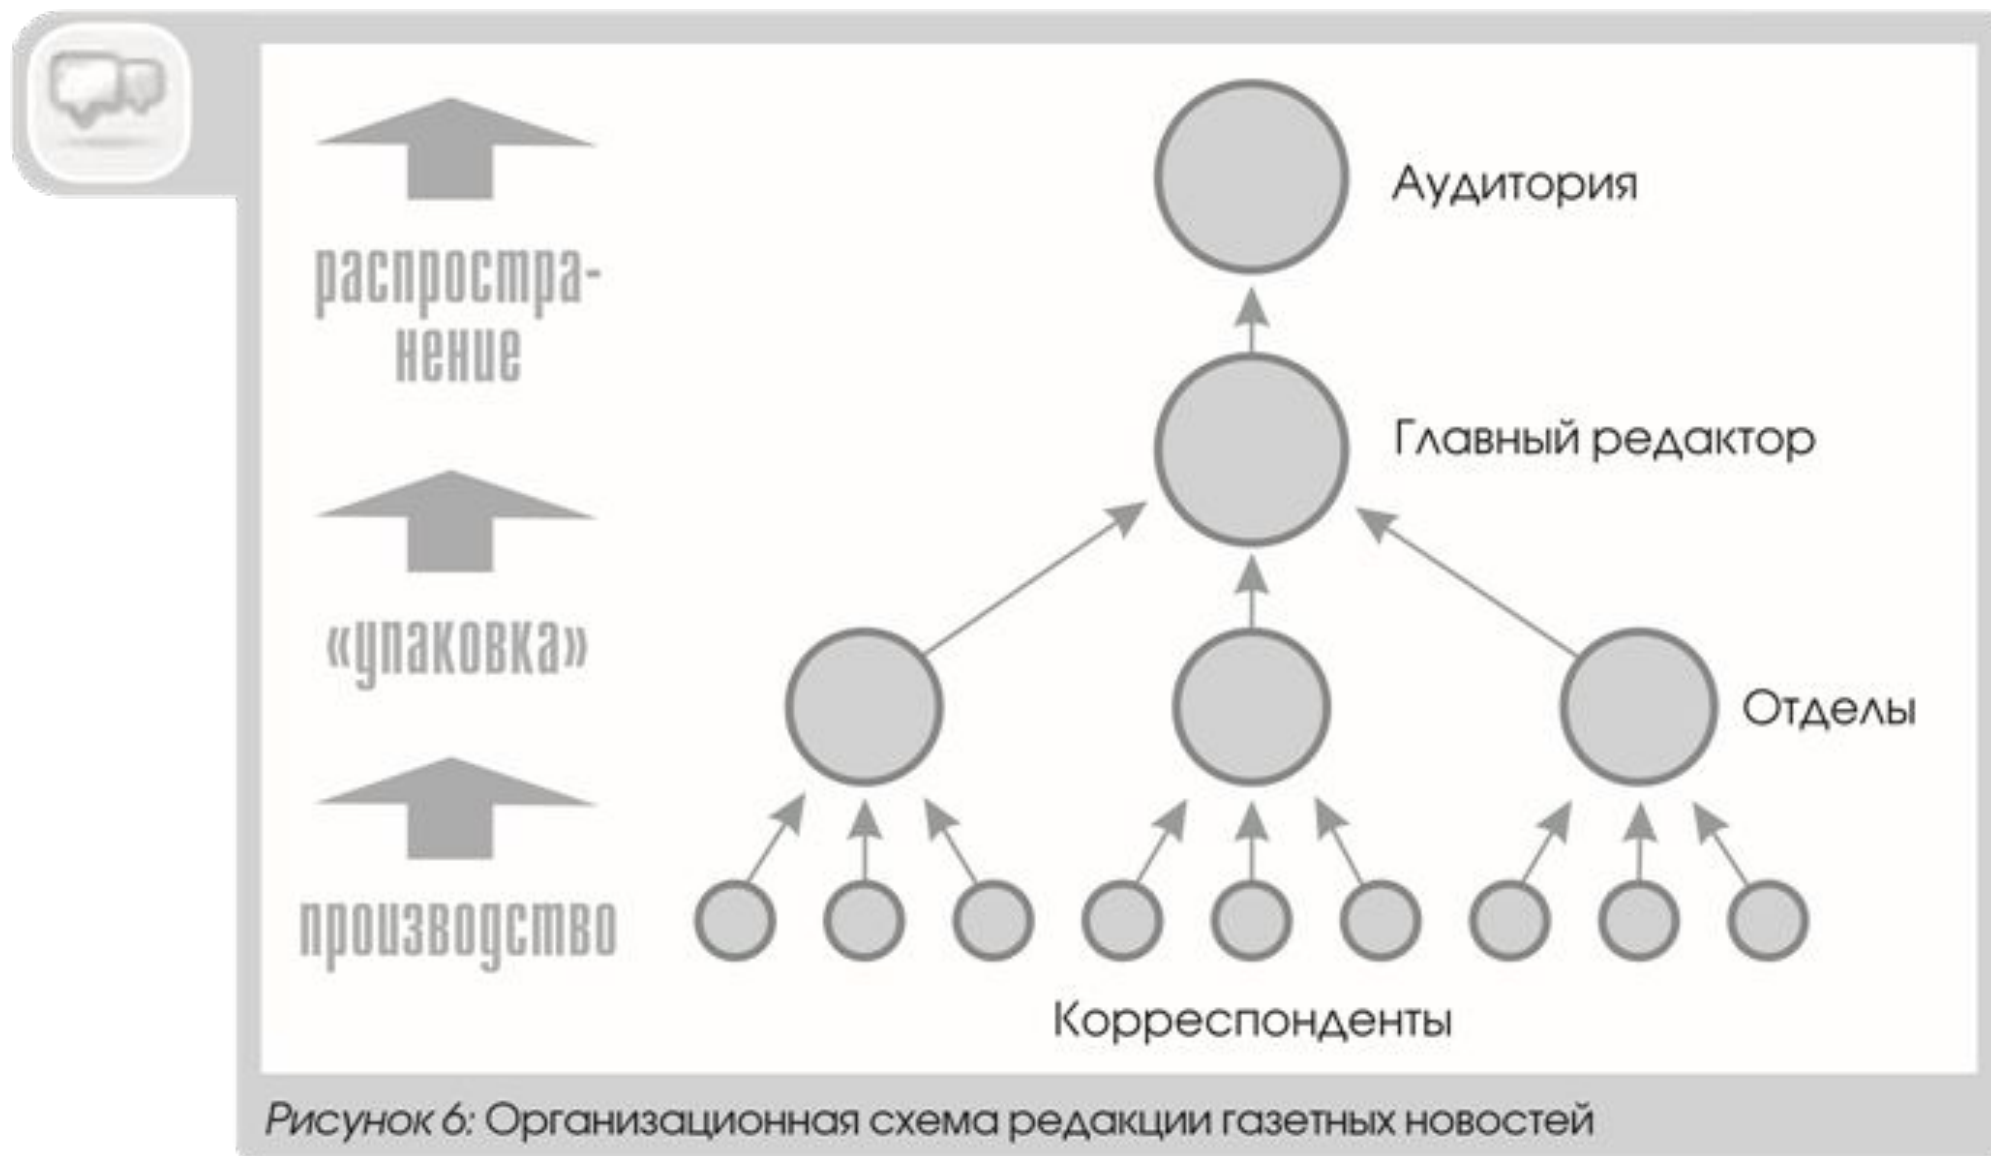 Аудитория
распростра-
нение
Главный редактор
«упаковка»
Отделы
производство
Корреспонденты
Рисунок 6: Организационная схема редакции газетных новостей